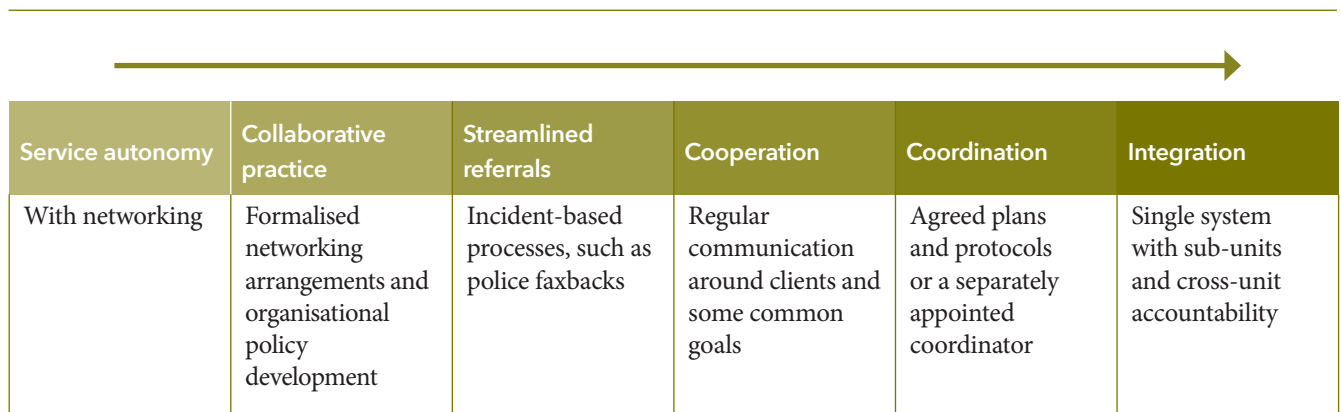 Service autonomy
Collaborative
practice
Streamlined
referrals
Cooperation
Coordination
Integration
With networking
Formalised
networking
arrangements and
organisational
policy
development
Incident-based
processes, such as
police faxbacks
Regular
communication
around clients and
some common
goals
Agreed plans
and protocols
or a separately
appointed
coordinator
Single system
with sub-units
and cross-unit
accountability